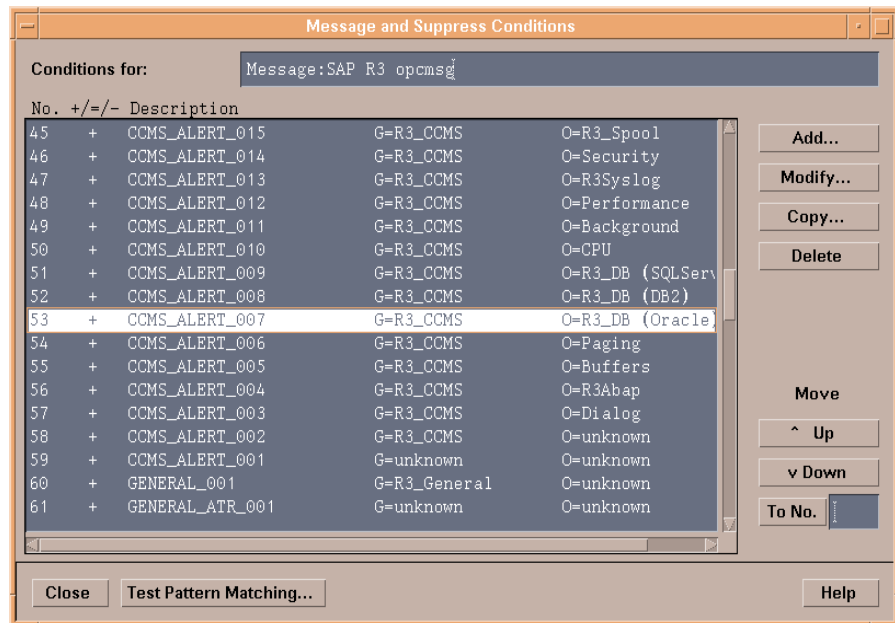 Message and Suppress Conditions
Conditions for: Message:SAP R3 opcmsg
No. +/=/- Description
45 + CCMS_ALERT_015 G=R3_CCMS O=R3_Spool
46 + CCMS_ALERT_014 G=R3_CCMS O=Security
47 + CCMS_ALERT_013 G=R3_CCMS O=R3Syslog
48 + CCMS_ALERT_012 G=R3_CCMS O=Performance
49 + CCMS_ALERT_011 G=R3_CCMS O=Background
50 + CCMS_ALERT_010 G=R3_CCMS O=CPU
51 + CCMS_ALERT_009 G=R3_CCMS O=R3_DB (SQLServ
52 + CCMS_ALERT_008 G=R3_CCMS O=R3_DB (DB2)
53 + CCMS_ALERT_007 G=R3_CCMS O=R3_DB (Oracle)
54 + CCMS_ALERT_006 G=R3_CCMS O=Paging
55 + CCMS_ALERT_005 G=R3_CCMS O=Buffers
56 + CCMS_ALERT_004 G=R3_CCMS O=R3Abap
57 + CCMS_ALERT_003 G=R3_CCMS O=Dialog
58 + CCMS_ALERT_002 G=R3_CCMS O=unknown
59 + CCMS_ALERT_001 G=unknown O=unknown
60 + GENERAL_001 G=R3_General O=unknown
61 + GENERAL_ATR_001 G=unknown O=unknown
Add...
Modify...
Copy...
Delete
Move
^ Up
v Down
To No.
Close Test Pattern Matching... Help